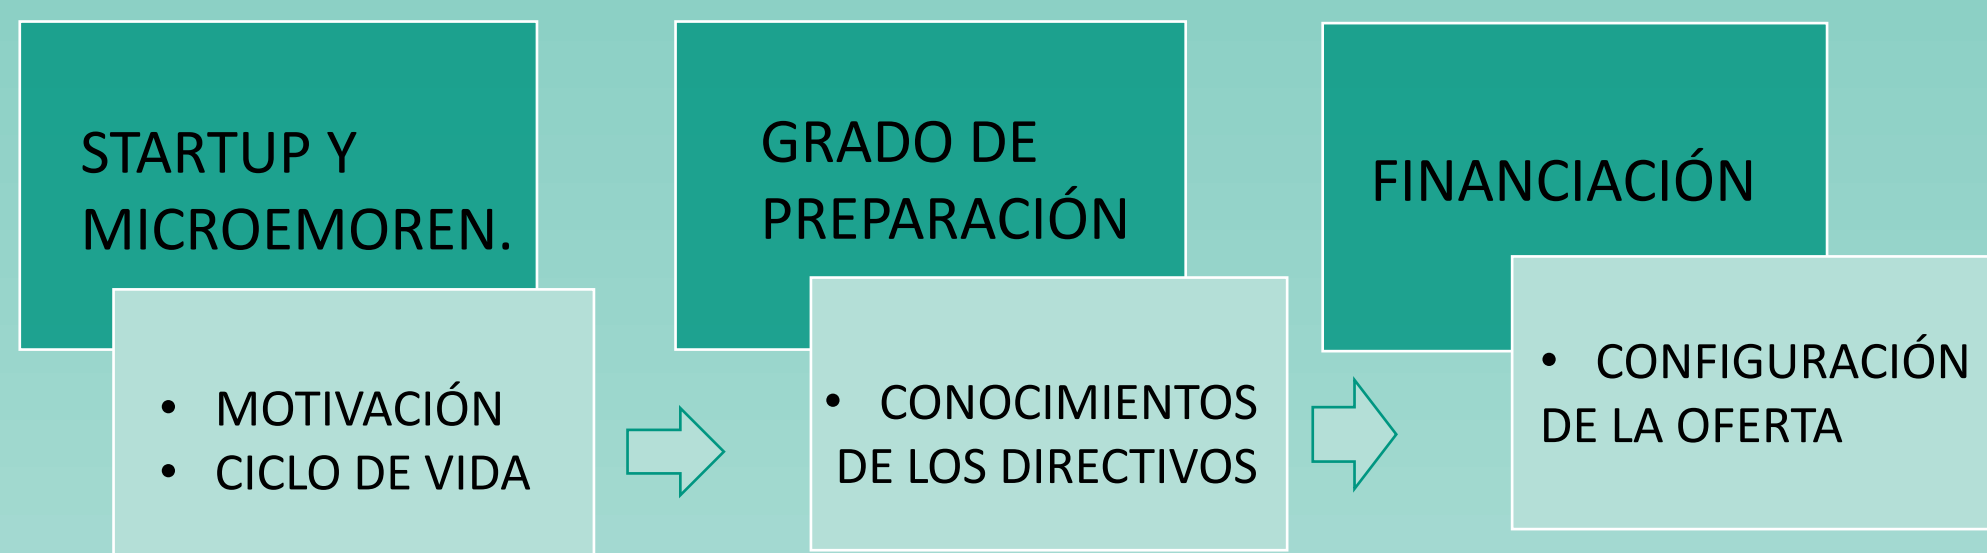 STARTUP Y
MICROEMOREN.
• MOTIVACIÓN
• CICLO DE VIDA
GRADO DE
PREPARACIÓN
• CONOCIMIENTOS
DE LOS DIRECTIVOS
FINANCIACIÓN
• CONFIGURACIÓN
DE LA OFERTA